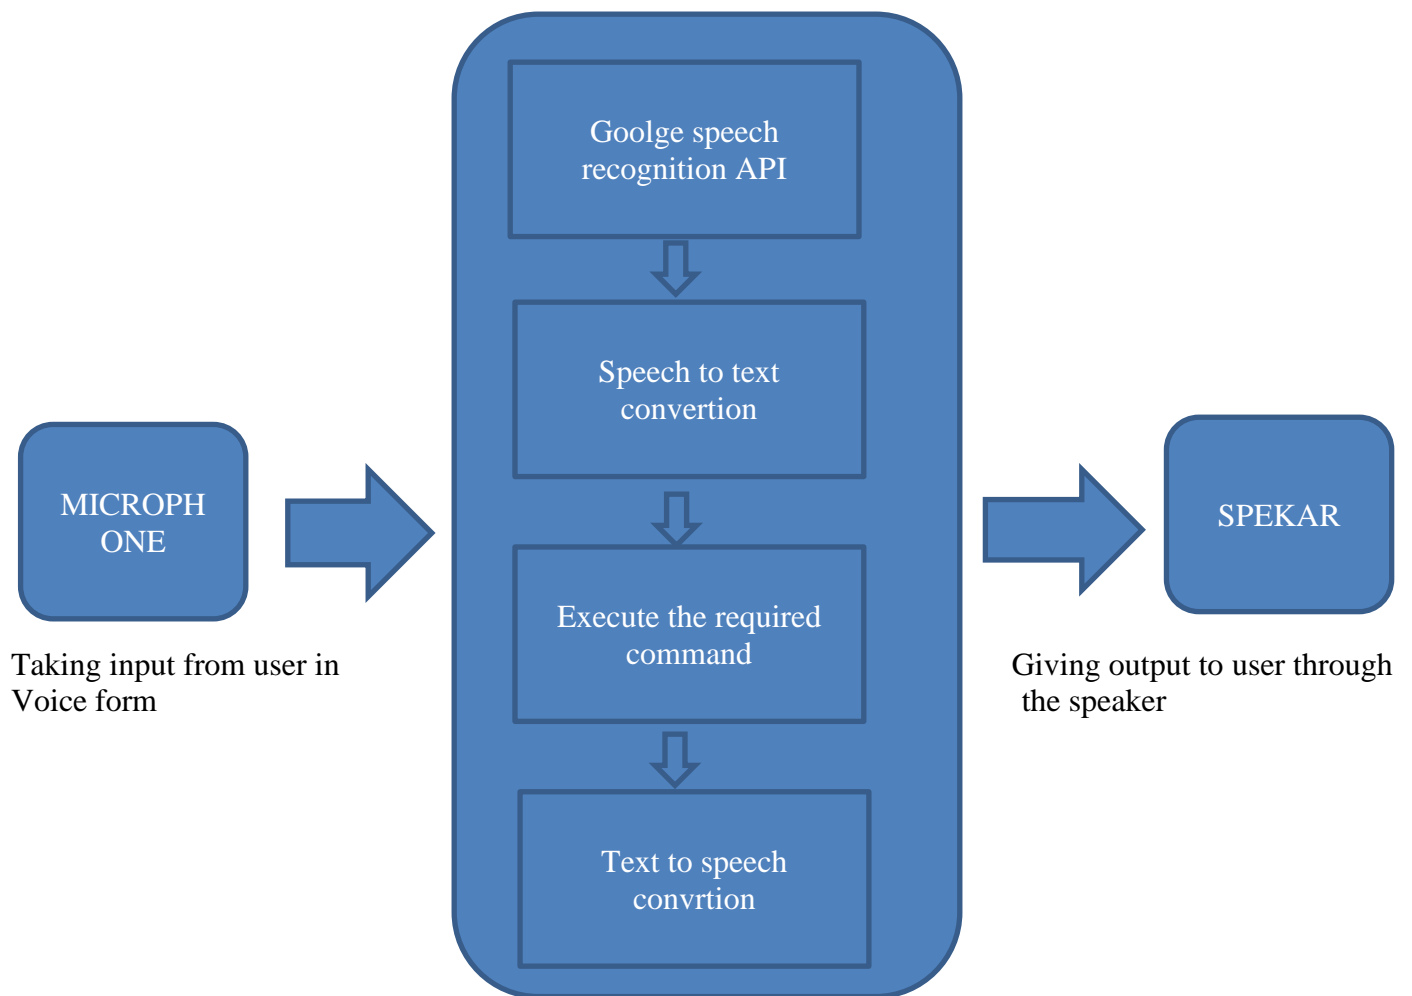 Goolge speech
recognition API
Speech to text
convertion
MICROPH
ONE
SPEKAR
Execute the required
command
Taking input from user in
Voice form
Giving output to user through
the speaker
Text to speech
convrtion